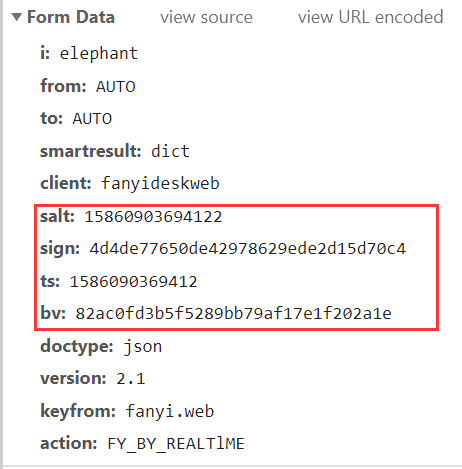 Form Data view source view URL encoded
i: elephant
from: AUTO
to: AUTO
smartresult: dict
client: fanyideskweb
salt: 15860903694122
sign: 4d4de77650de42978629ede2d15d70c4
ts: 1586090369412
bv: 82ac0fd3b5f5289bb79af17e1f202a1e
doctype: json
version: 2.1
keyfrom: fanyi.web
action: FY_BY_REALTlME